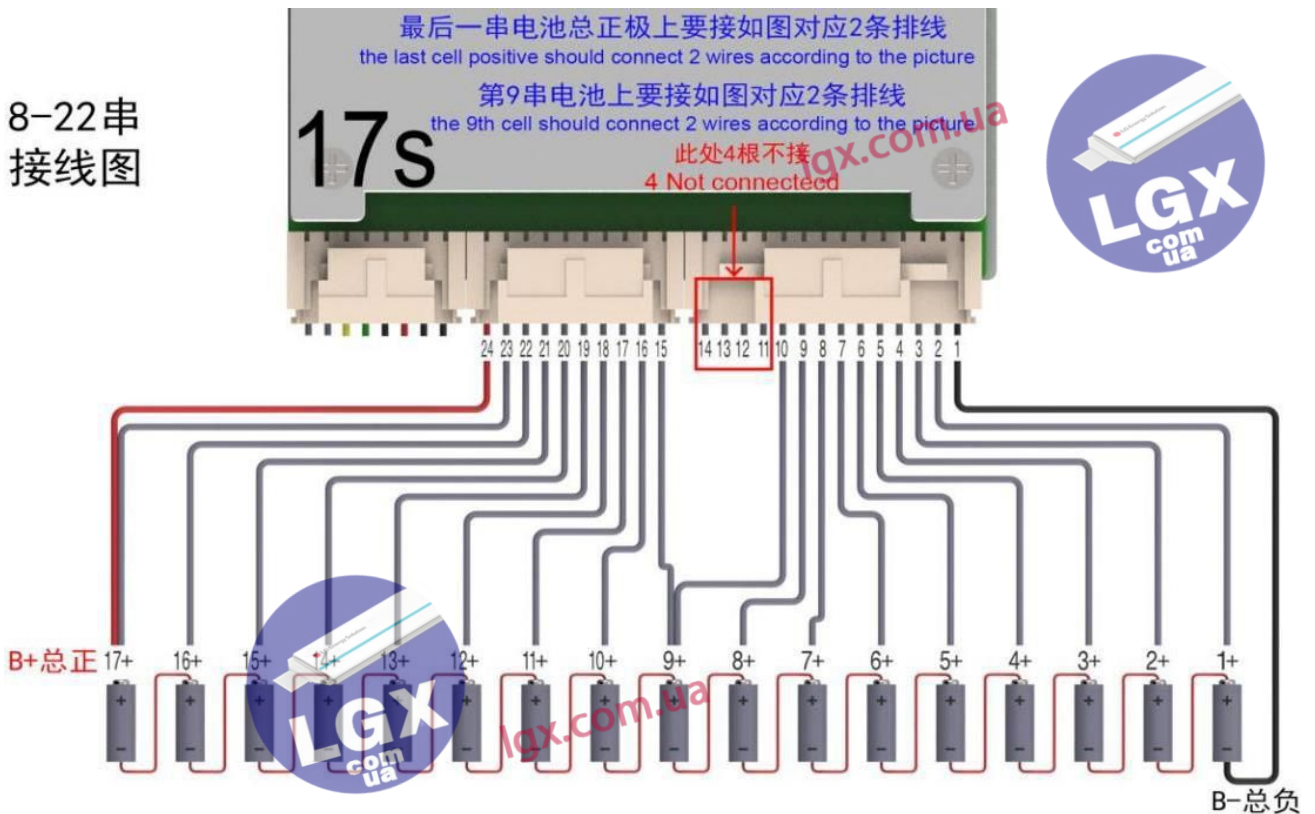 最后一串电池总正极上要接如图对应2条排线
the last cell positive should connect 2 wires according to the picture
第9串电池上要接如图对应2条排线
the 9th cell should connect 2 wires according to the picture
8-22串
接线图
17s
此处4根不接
4 Not connectecd
lgx.com.ua
LGX
com
ua
24 23 22 21 20 19 18 17 16 15 14 13 12 11 10 9 8 7 6 5 4 3 2 1
B+总正 17+ 16+ 15+ 14+ 13+ 12+ 11+ 10+ 9+ 8+ 7+ 6+ 5+ 4+ 3+ 2+ 1+
+ + + + + + + + + + + + + + +
- - - - - - - - - - - - - - -
LGX
com
ua
lgx.com.ua
B-总负